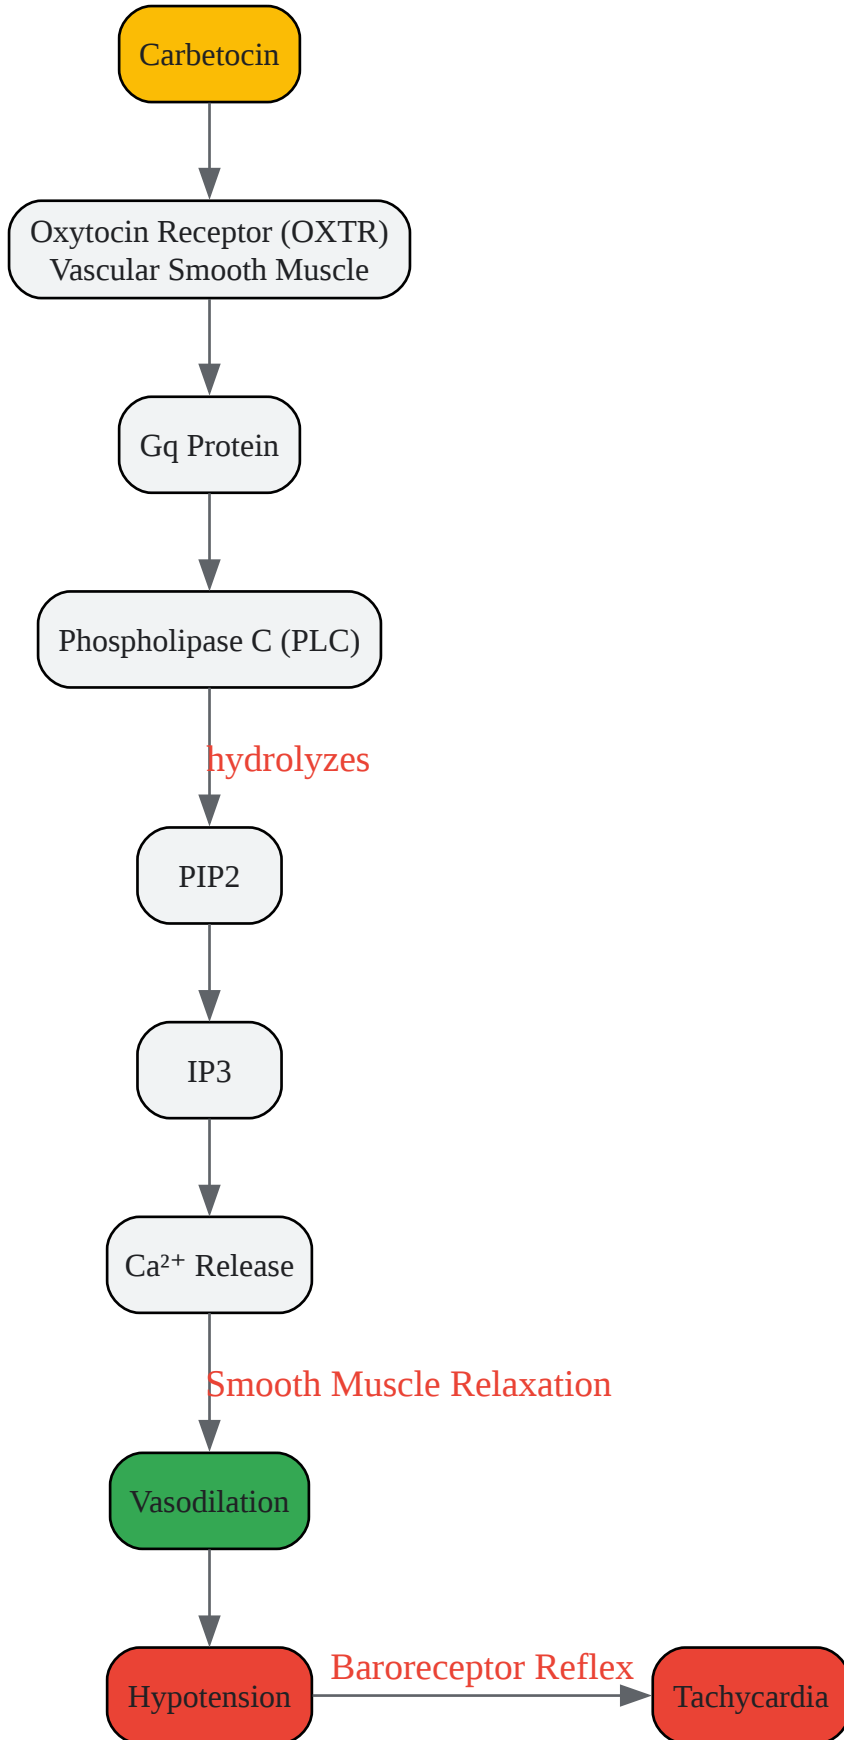 Carbetocin
Oxytocin Receptor (OXTR)
Vascular Smooth Muscle
Gq Protein
Phospholipase C (PLC)
hydrolyzes
PIP2
IP3
Ca²⁺ Release
Smooth Muscle Relaxation
Vasodilation
Hypotension
Baroreceptor Reflex
Tachycardia